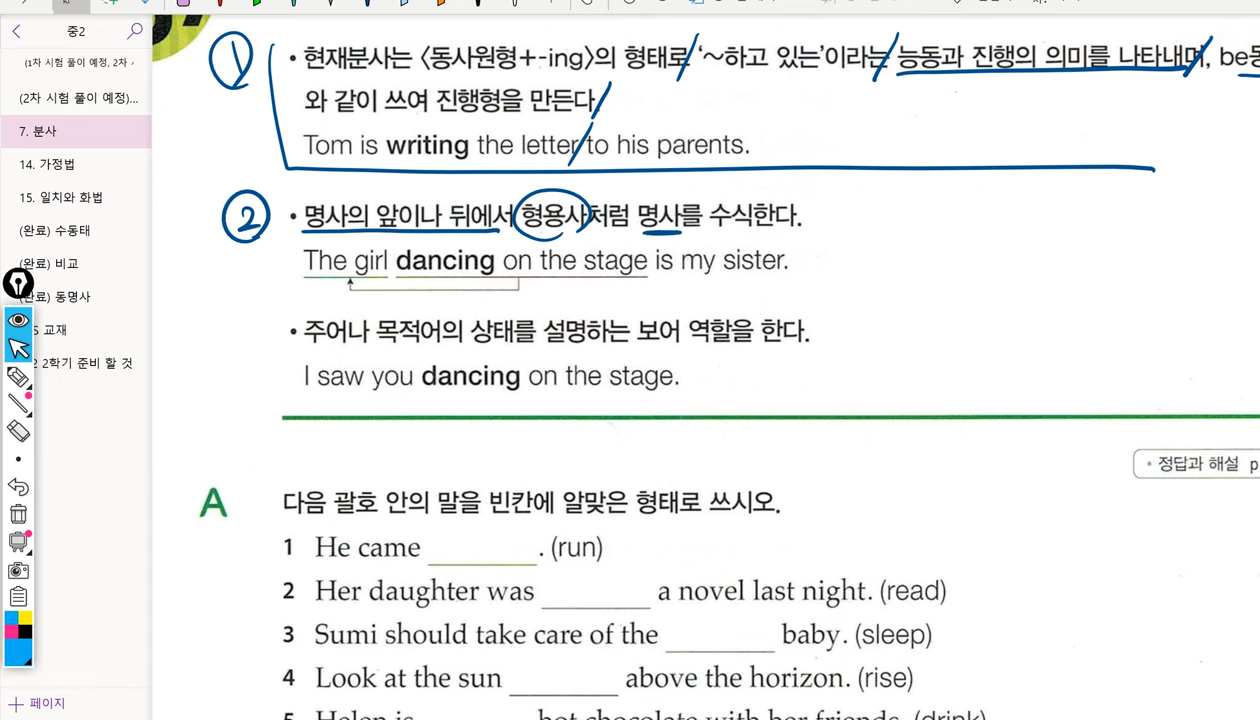 중2
(1차 시험 풀이 예정, 2차
(2차 시험 풀이 예정)...
7. 분사
14. 가정법
15. 일치와 화법
(완료) 수동태
(완료) 비교
완료) 동명사
교재
2학기 준비 할 것
페이지
1
• 현재분사는 〈동사원형+-ing〉의 형태로 '~하고 있는'이라는 능동과 진행의 의미를 나타내며, be동
와 같이 쓰여 진행형을 만든다.
Tom is writing the letter to his parents.
2
• 명사의 앞이나 뒤에서 형용사처럼 명사를 수식한다.
The girl dancing on the stage is my sister.
• 주어나 목적어의 상태를 설명하는 보어 역할을 한다.
I saw you dancing on the stage.
• 정답과 해설 p
A 다음 괄호 안의 말을 빈칸에 알맞은 형태로 쓰시오.
1 He came ________ . (run)
2 Her daughter was ________ a novel last night. (read)
3 Sumi should take care of the ________ baby. (sleep)
4 Look at the sun ________ above the horizon. (rise)
5 Helen is ________ hot chocolate with her friends. (drink)